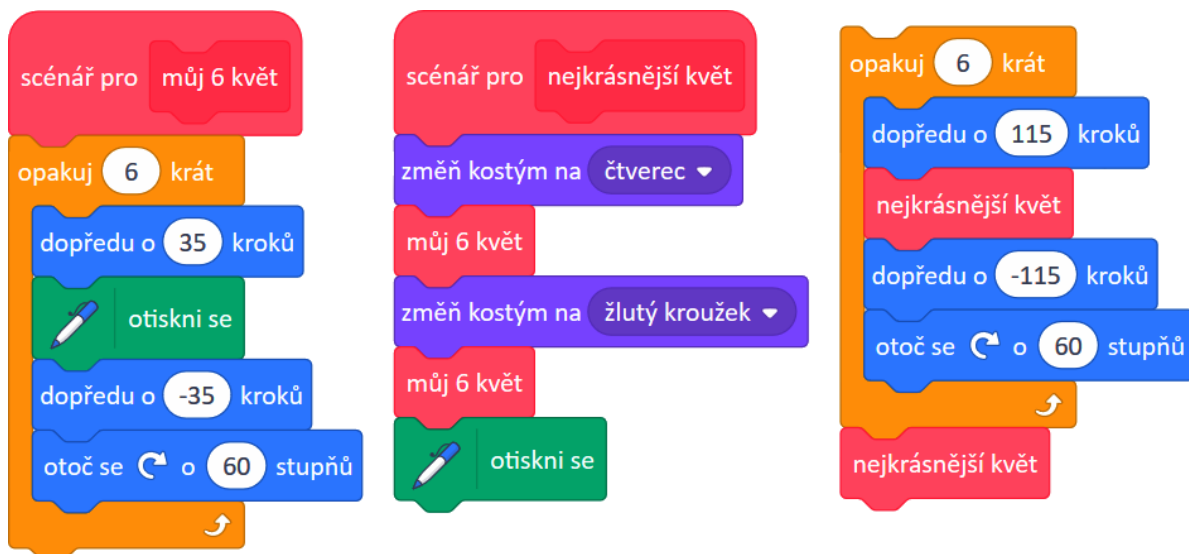 scénář pro můj 6 květ
opakuj 6 krát
dopředu o 35 kroků
otiskni se
dopředu o -35 kroků
otoč se o 60 stupňů
scénář pro nejkrásnější květ
změň kostým na čtverec
můj 6 květ
změň kostým na žlutý kroužek
můj 6 květ
otiskni se
opakuj 6 krát
dopředu o 115 kroků
nejkrásnější květ
dopředu o -115 kroků
otoč se o 60 stupňů
nejkrásnější květ